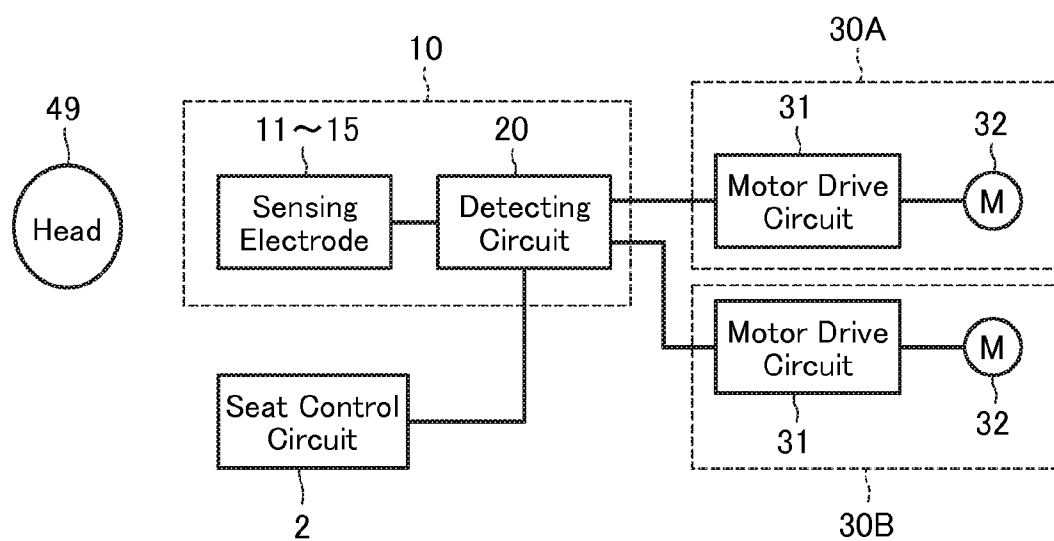 30A
10
49
11～15
20
31
32
Head
Sensing
Electrode
Detecting
Circuit
Motor Drive
Circuit
M
Motor Drive
Circuit
M
31
32
Seat Control
Circuit
2
30B